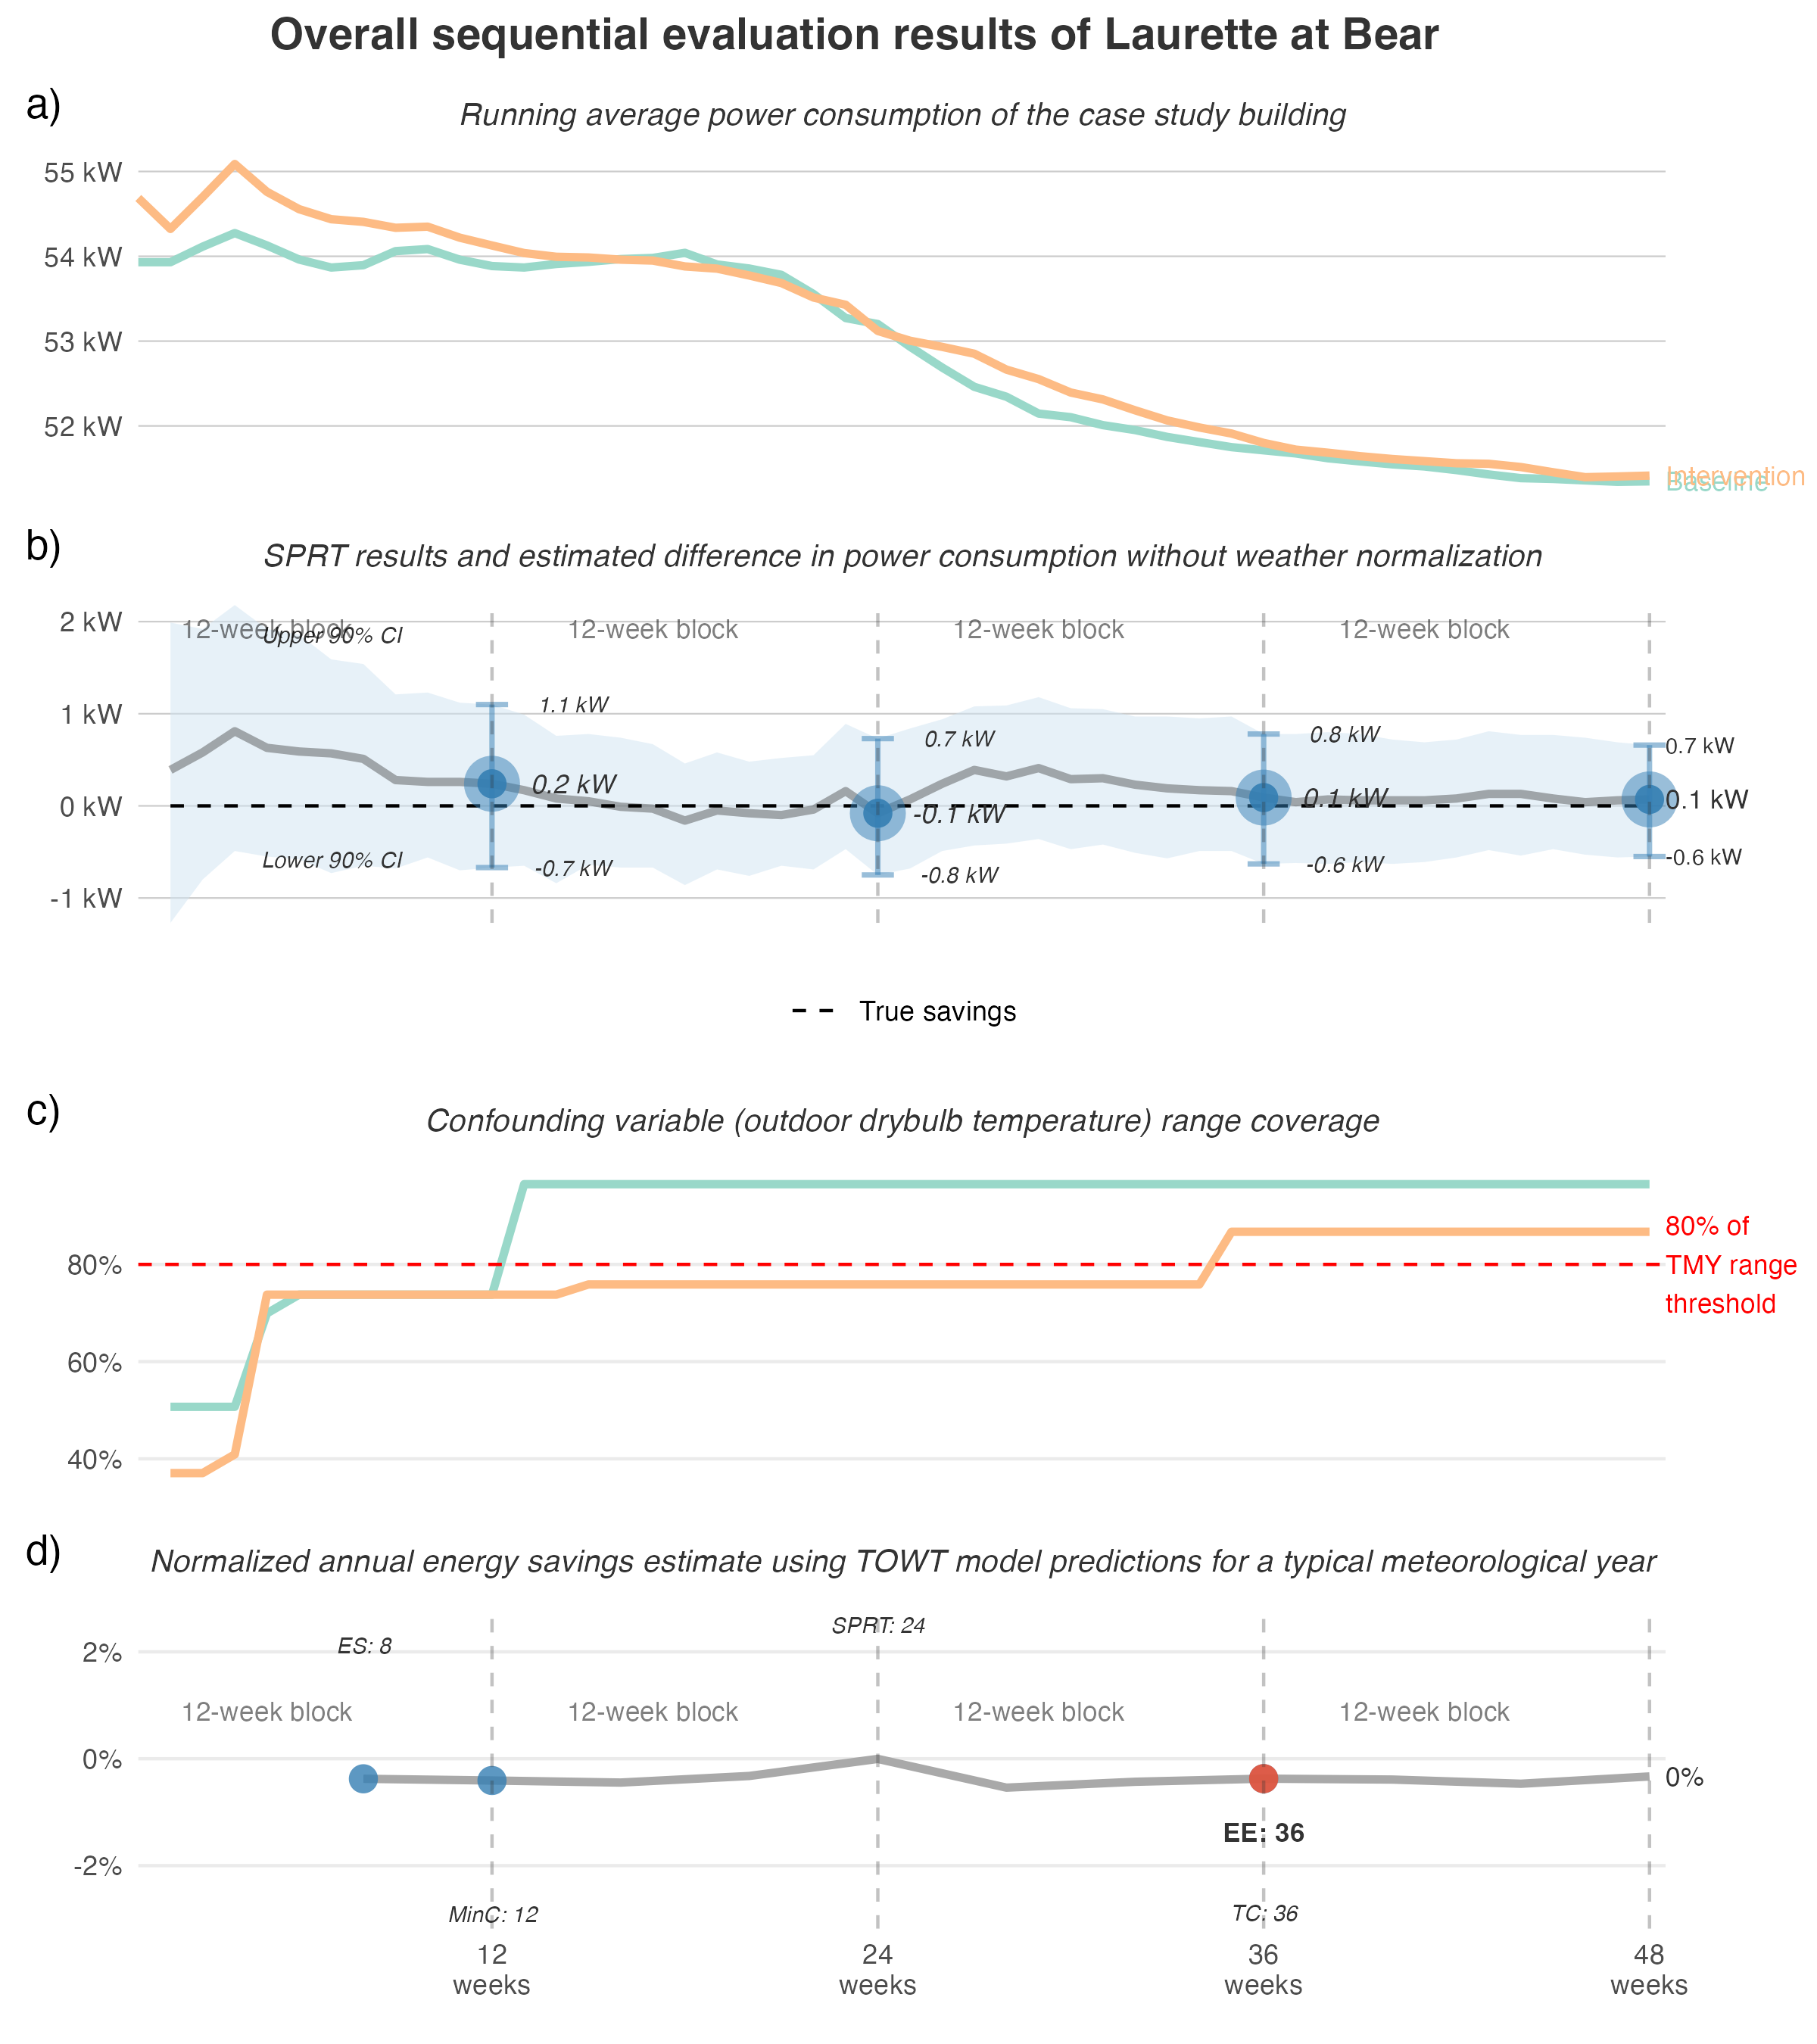 Overall sequential evaluation results of Laurette at Bear
a)
Running average power consumption of the case study building
55 kW
54 kW
53 kW
52 kW
Intervention
Baseline
b)
SPRT results and estimated difference in power consumption without weather normalization
2 kW
1 kW
0 kW
-1 kW
12-week block
12-week block
12-week block
12-week block
Upper 90% CI
Lower 90% CI
1.1 kW
0.2 kW
-0.7 kW
0.7 kW
-0.1 kW
-0.8 kW
0.8 kW
0.1 kW
-0.6 kW
0.7 kW
0.1 kW
-0.6 kW
True savings
c)
Confounding variable (outdoor drybulb temperature) range coverage
80%
60%
40%
80% of
TMY range
threshold
d)
Normalized annual energy savings estimate using TOWT model predictions for a typical meteorological year
2%
0%
-2%
ES: 8
SPRT: 24
12-week block
12-week block
12-week block
12-week block
0%
EE: 36
MinC: 12
TC: 36
12
weeks
24
weeks
36
weeks
48
weeks